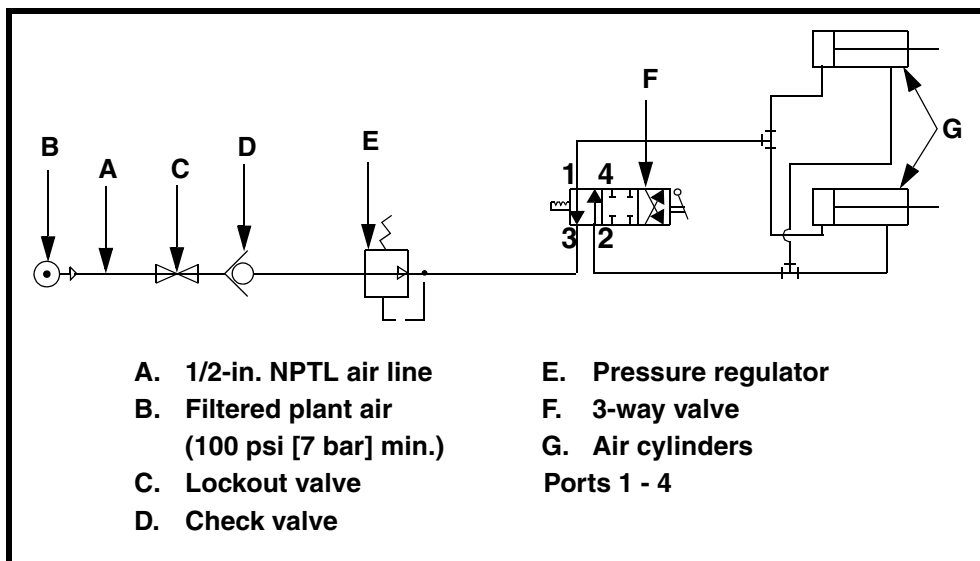 F
B
A
C
D
E
G
1 4
3 2
A. 1/2-in. NPTL air line
B. Filtered plant air
(100 psi [7 bar] min.)
C. Lockout valve
D. Check valve
E. Pressure regulator
F. 3-way valve
G. Air cylinders
Ports 1 - 4